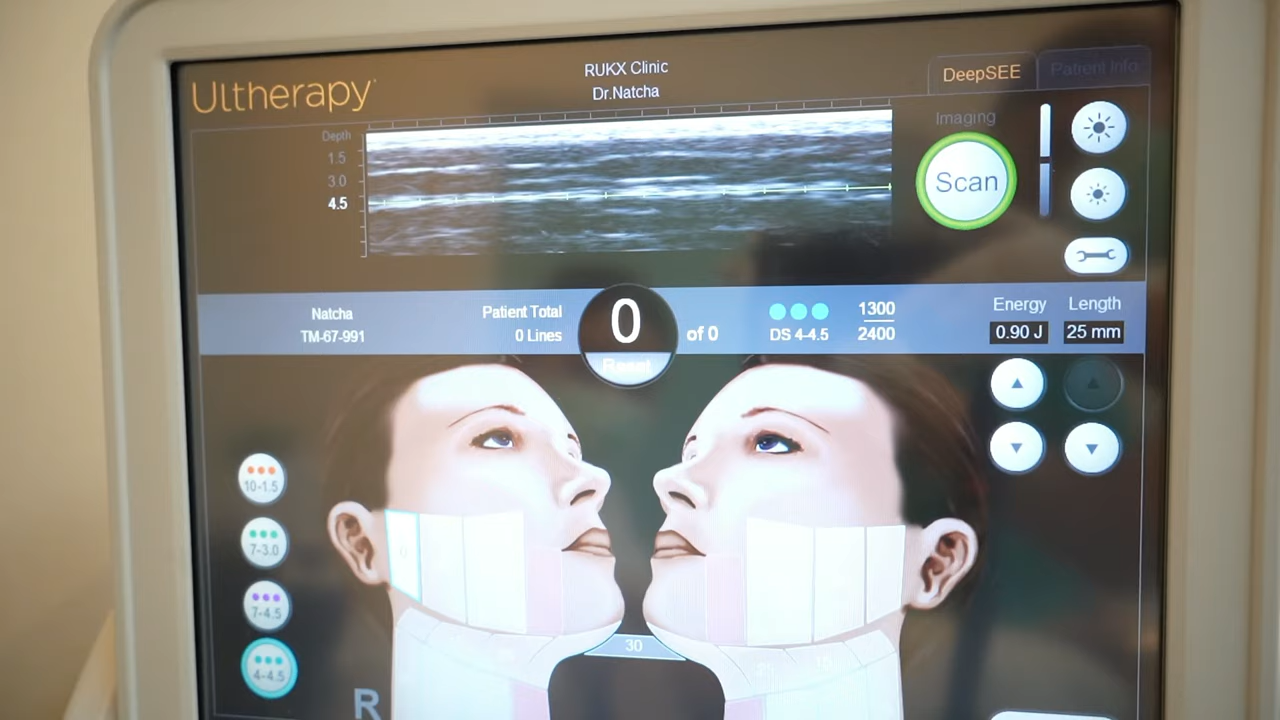 Ultherapy
RUKX Clinic
Dr.Natcha
DeepSEE
Patient Info
Depth
1.5
3.0
4.5
Imaging
Scan
Natcha
TM-67-991
Patient Total
0 Lines
0
of 0
Reset
DS 4-4.5
1300
2400
Energy
0.90 J
Length
25 mm
10-1.5
7-3.0
7-4.5
4-4.5
30
R